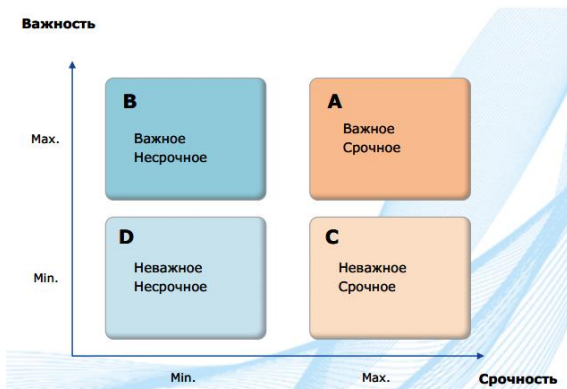 Важность
Max.
B
Важное
Несрочное
A
Важное
Срочное
Min.
D
Неважное
Несрочное
C
Неважное
Срочное
Min.
Max.
Срочность